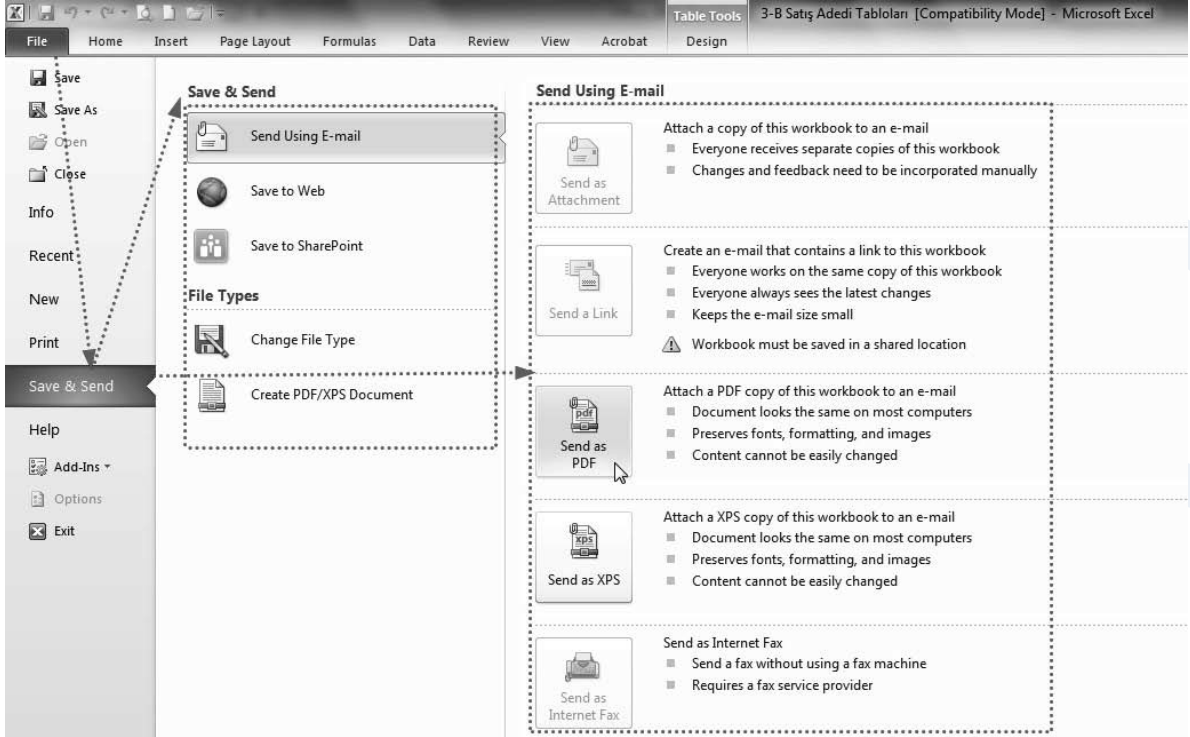 Table Tools
3-B Satış Adedi Tabloları [Compatibility Mode] - Microsoft Excel
File Home Insert Page Layout Formulas Data Review View Acrobat Design
Save
Save As
Open
Close
Info
Recent
New
Print
Save & Send
Help
Add-Ins
Options
Exit
Save & Send
Send Using E-mail
Save to Web
Save to SharePoint
File Types
Change File Type
Create PDF/XPS Document
Send Using E-mail
Send as
Attachment
Attach a copy of this workbook to an e-mail
Everyone receives separate copies of this workbook
Changes and feedback need to be incorporated manually
Send a Link
Create an e-mail that contains a link to this workbook
Everyone works on the same copy of this workbook
Everyone always sees the latest changes
Keeps the e-mail size small
Workbook must be saved in a shared location
pdf
Send as
PDF
Attach a PDF copy of this workbook to an e-mail
Document looks the same on most computers
Preserves fonts, formatting, and images
Content cannot be easily changed
xps
Send as XPS
Attach a XPS copy of this workbook to an e-mail
Document looks the same on most computers
Preserves fonts, formatting, and images
Content cannot be easily changed
Send as
Internet Fax
Send as Internet Fax
Send a fax without using a fax machine
Requires a fax service provider